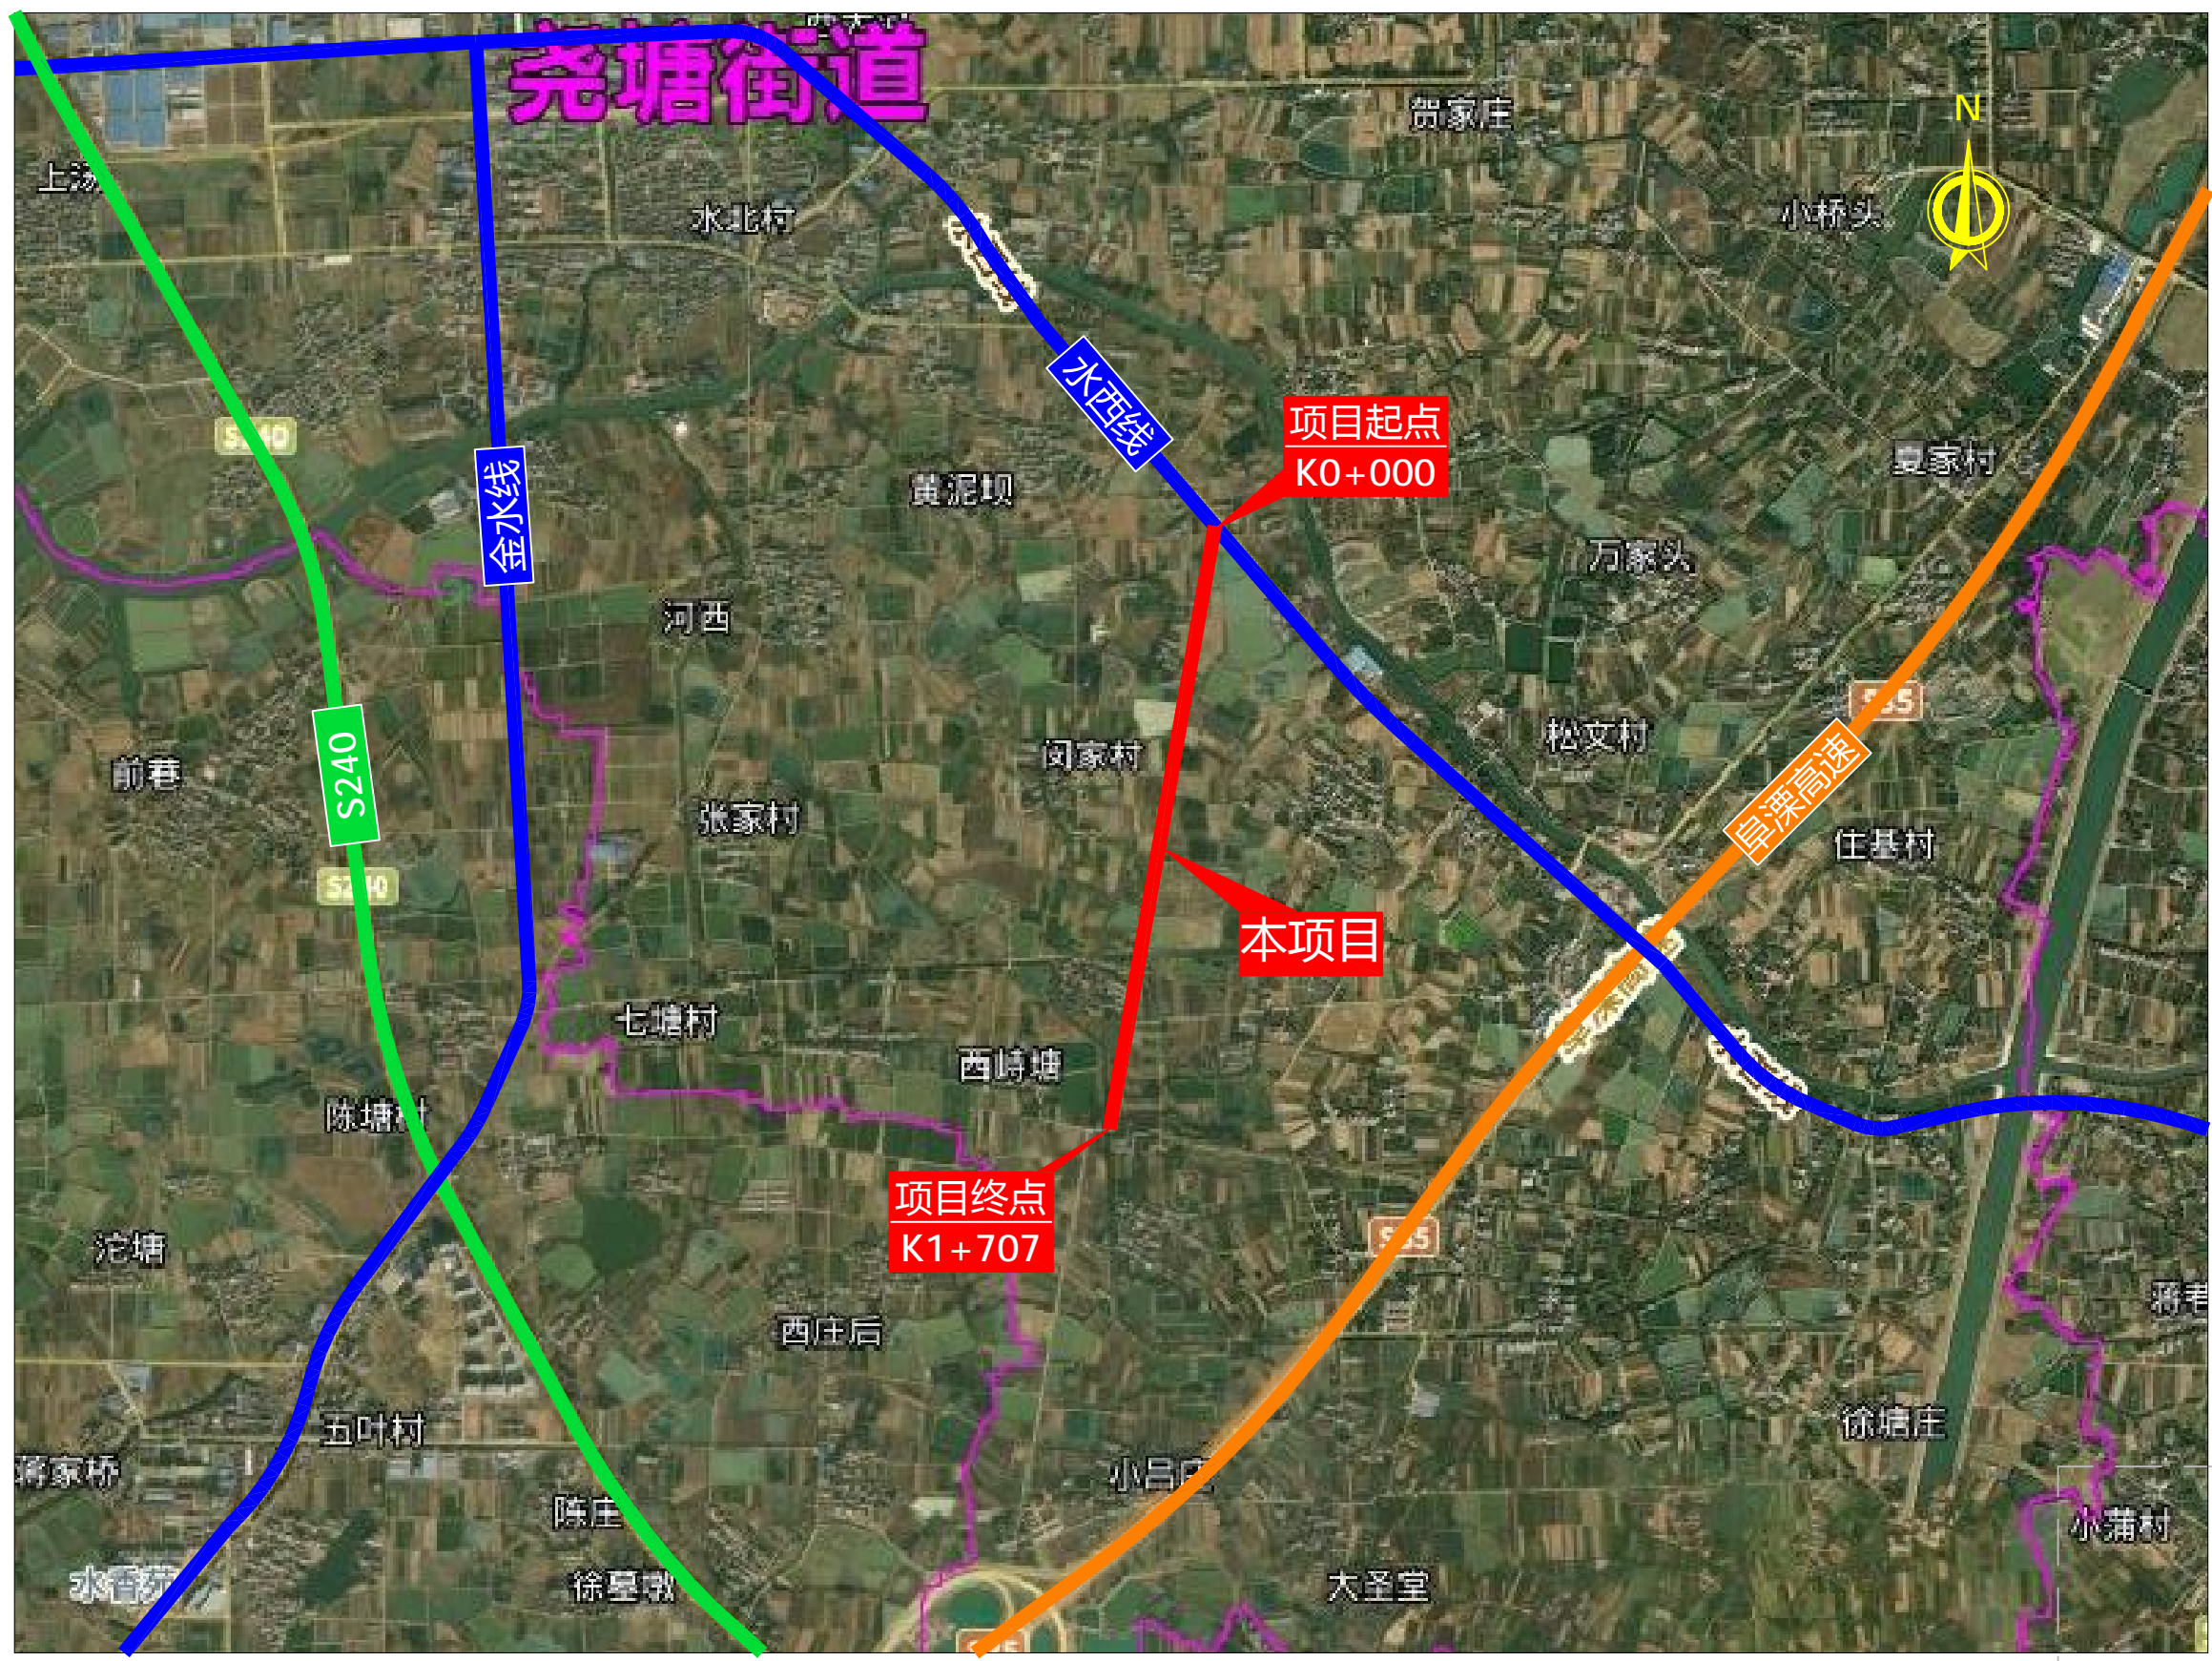 尧塘街道
贺家庄
N
上汤
水北村
小桥头
水西线
项目起点
K0+000
S240
夏家村
黄泥坝
金水线
万家头
河西
S35
松文村
闵家村
前巷
S240
张家村
阜溧高速
住基村
S240
本项目
七塘村
西峙塘
陈塘村
项目终点
K1+707
沱塘
S35
西庄后
五叶村
徐塘庄
蒋家桥
小吕庄
陈庄
小蒲村
水香苑
徐墓墩
大圣堂